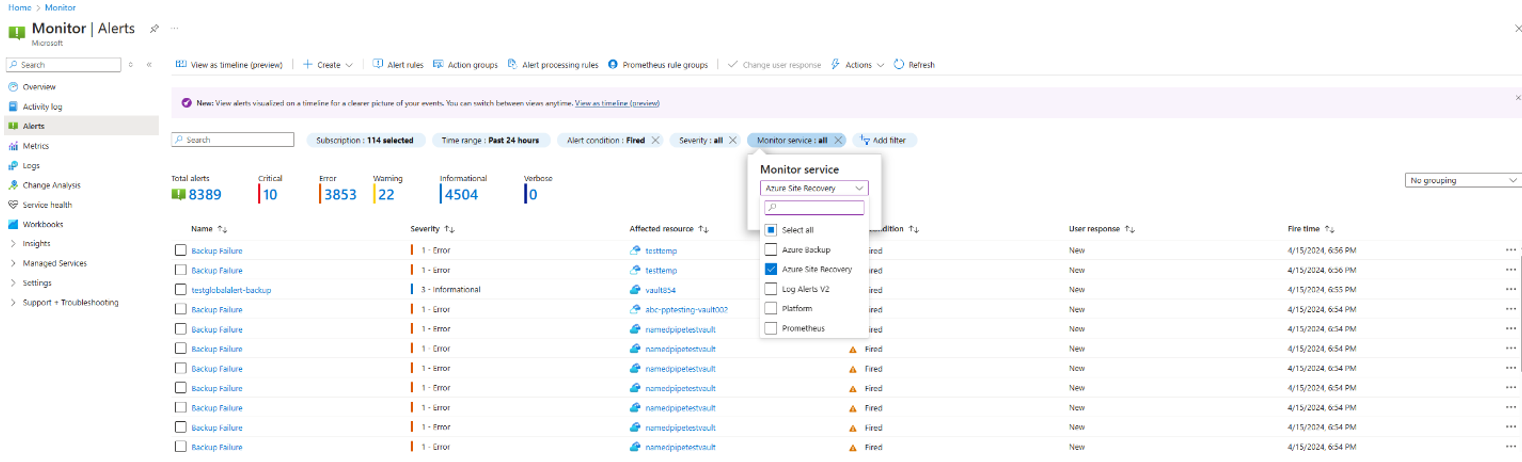 Home > Monitor
Monitor | Alerts ...
Microsoft
Search
Overview
Activity log
Alerts
Metrics
Logs
Change Analysis
Service health
Workbooks
Insights
Managed Services
Settings
Support + Troubleshooting
View as timeline (preview) Create Alert rules Action groups Alert processing rules Prometheus rule groups Change user response Actions Refresh
New: View alerts visualized on a timeline for a clearer picture of your events. You can switch between views anytime. View as timeline (preview)
Search Subscription : 114 selected Time range : Past 24 hours Alert condition : Fired Severity : all Monitor service : all Add filter
Total alerts Critical Error Warning Informational Verbose
8389 10 3853 22 4504 0
No grouping
Monitor service
Azure Site Recovery
Select all
Azure Backup
Azure Site Recovery
Log Alerts V2
Platform
Prometheus
Name Severity Affected resource dition User response Fire time
Backup Failure 1 - Error testtemp ired New 4/15/2024, 6:56 PM ...
Backup Failure 1 - Error testtemp ired New 4/15/2024, 6:56 PM ...
testglobalalert-backup 3 - Informational vault854 ired New 4/15/2024, 6:55 PM ...
Backup Failure 1 - Error abc-pptesting-vault002 ired New 4/15/2024, 6:54 PM ...
Backup Failure 1 - Error namedpipetestvault ired New 4/15/2024, 6:54 PM ...
Backup Failure 1 - Error namedpipetestvault Fired New 4/15/2024, 6:54 PM ...
Backup Failure 1 - Error namedpipetestvault Fired New 4/15/2024, 6:54 PM ...
Backup Failure 1 - Error namedpipetestvault Fired New 4/15/2024, 6:54 PM ...
Backup Failure 1 - Error namedpipetestvault Fired New 4/15/2024, 6:54 PM ...
Backup Failure 1 - Error namedpipetestvault Fired New 4/15/2024, 6:54 PM ...
Backup Failure 1 - Error namedpipetestvault Fired New 4/15/2024, 6:54 PM ...